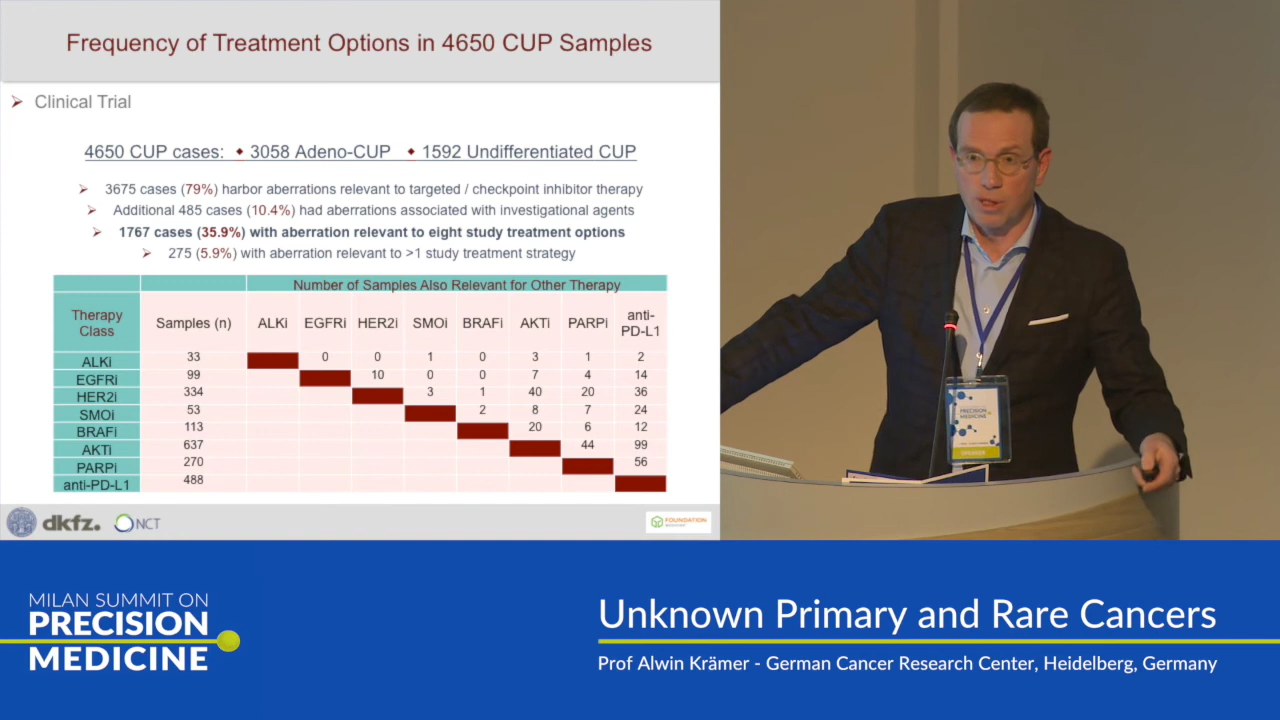 Frequency of Treatment Options in 4650 CUP Samples
Clinical Trial
4650 CUP cases: ◆ 3058 Adeno-CUP ◆ 1592 Undifferentiated CUP
3675 cases (79%) harbor aberrations relevant to targeted / checkpoint inhibitor therapy
Additional 485 cases (10.4%) had aberrations associated with investigational agents
1767 cases (35.9%) with aberration relevant to eight study treatment options
275 (5.9%) with aberration relevant to >1 study treatment strategy
Number of Samples Also Relevant for Other Therapy
Therapy Class Samples (n) ALKi EGFRi HER2i SMOi BRAFi AKTi PARPi anti-PD-L1
ALKi 33 0 0 1 0 3 1 2
EGFRi 99 10 0 0 7 4 14
HER2i 334 3 1 40 20 36
SMOi 53 2 8 7 24
BRAFi 113 20 6 12
AKTi 637 44 99
PARPi 270 56
anti-PD-L1 488
dkfz. NCT
FOUNDATION
PRECISION
MEDICINE
SPEAKER
MILAN SUMMIT ON
PRECISION
MEDICINE
Unknown Primary and Rare Cancers
Prof Alwin Krämer - German Cancer Research Center, Heidelberg, Germany